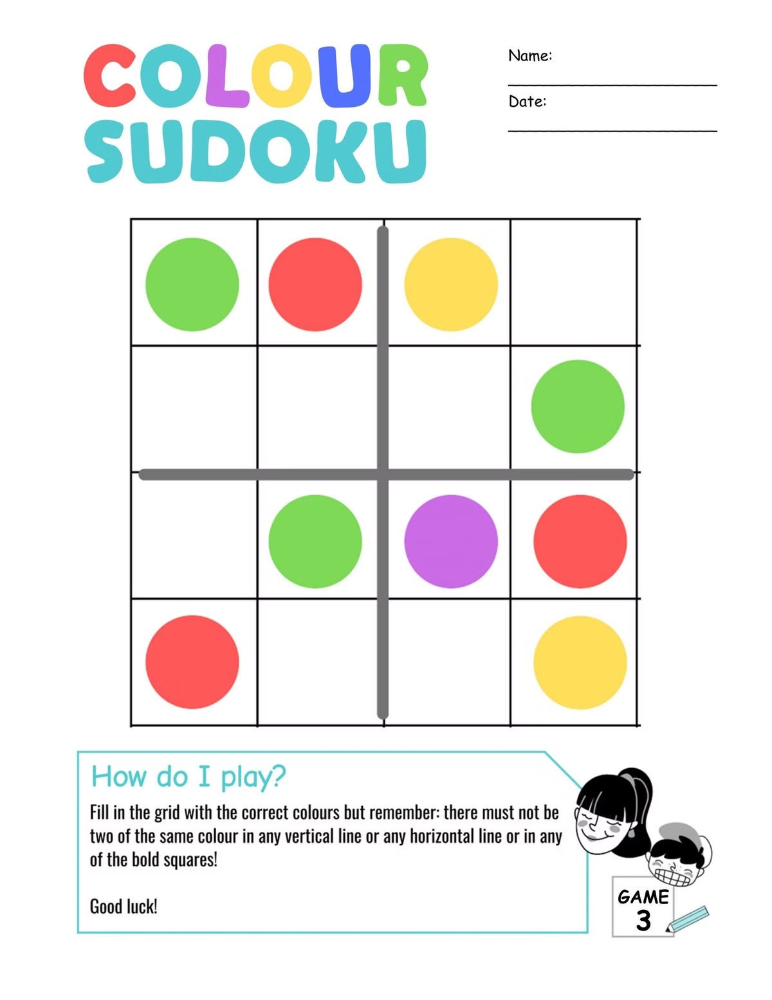 COLOUR
SUDOKU
Name:
Date:
How do I play?
Fill in the grid with the correct colours but remember: there must not be
two of the same colour in any vertical line or any horizontal line or in any
of the bold squares!
Good luck!
GAME
3